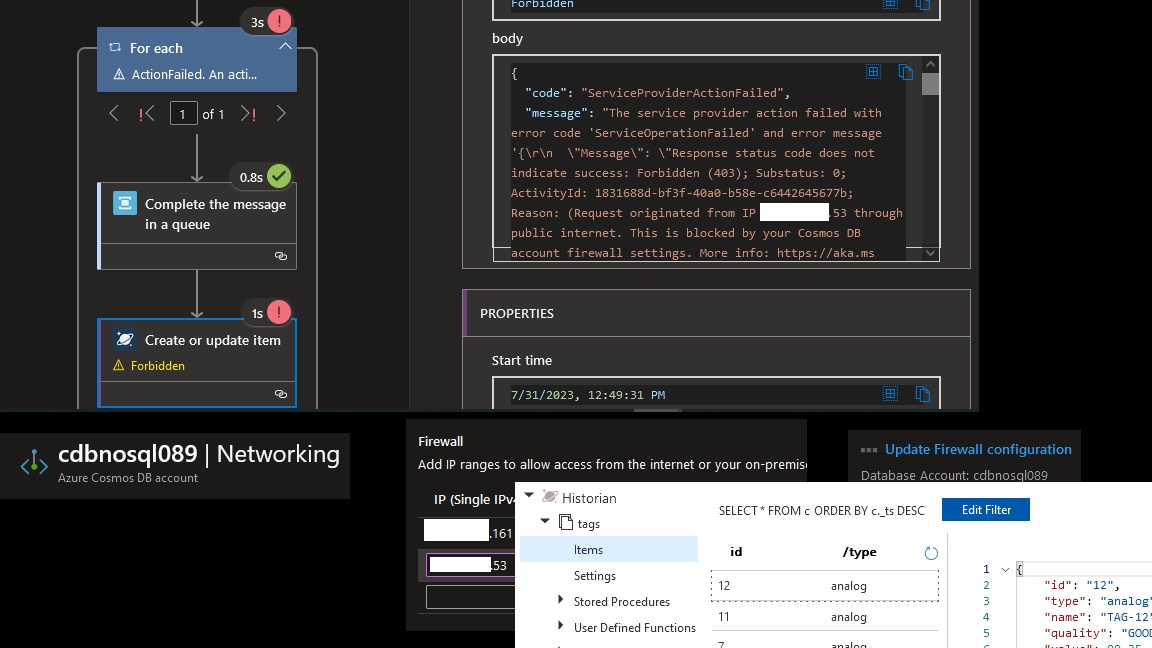 3s
For each
ActionFailed. An acti...
1 of 1
0.8s
Complete the message
in a queue
1s
Create or update item
Forbidden
Forbidden
body
{
"code": "ServiceProviderActionFailed",
"message": "The service provider action failed with
error code 'ServiceOperationFailed' and error message
'{\r\n  \"Message\": \"Response status code does not
indicate success: Forbidden (403); Substatus: 0;
ActivityId: 1831688d-bf3f-40a0-b58e-c6442645677b;
Reason: (Request originated from IP .53 through
public internet. This is blocked by your Cosmos DB
account firewall settings. More info: https://aka.ms
PROPERTIES
Start time
7/31/2023, 12:49:31 PM
cdbnosql089 | Networking
Azure Cosmos DB account
Firewall
Add IP ranges to allow access from the internet or your on-premise
IP (Single IPv4
.161
.53
Update Firewall configuration
Database Account: cdbnosql089
Historian
tags
Items
Settings
Stored Procedures
User Defined Functions
SELECT * FROM c ORDER BY c._ts DESC
Edit Filter
id /type
12 analog
11 analog
7 analog
1 {
2 "id": "12",
3 "type": "analog"
4 "name": "TAG-12"
5 "quality": "GOOD